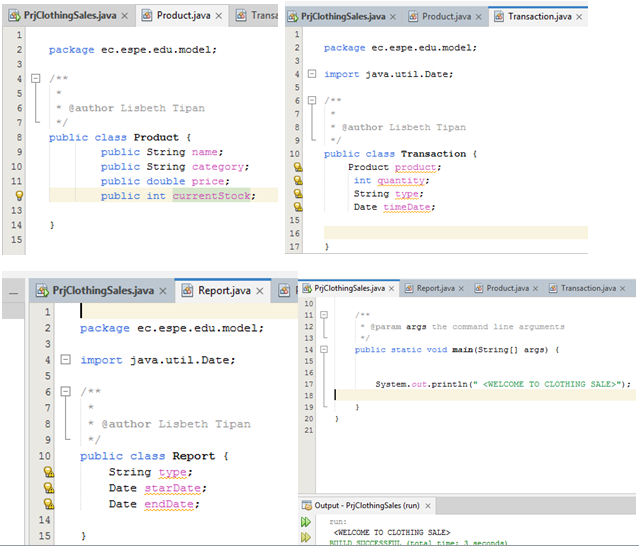 PrjClothingSales.java × Product.java × Transa
1
2 package ec.espe.edu.model;
3
4 /**
5 *
6 * @author Lisbeth Tipan
7 */
8 public class Product {
9 public String name;
10 public String category;
11 public double price;
public int currentStock;
13
14 }
15
PrjClothingSales.java × Product.java × Transaction.java ×
1
2 package ec.espe.edu.model;
3
4 import java.util.Date;
5
6 /**
7 *
8 * @author Lisbeth Tipan
9 */
10 public class Transaction {
Product product;
int quantity;
String type;
Date timeDate;
15
16
17 }
PrjClothingSales.java × Report.java ×
1
2 package ec.espe.edu.model;
3
4 import java.util.Date;
5
6 /**
7 *
8 * @author Lisbeth Tipan
9 */
10 public class Report {
String type;
Date starDate;
Date endDate;
14
15 }
PrjClothingSales.java × Report.java × Product.java × Transaction.java ×
10
11 /**
12 * @param args the command line arguments
13 */
14 public static void main(String[] args) {
15
16
17 System.out.println(" <WELCOME TO CLOTHING SALE>");
18
19 }
20 }
21
Output - PrjClothingSales (run) ×
run:
<WELCOME TO CLOTHING SALE>
BUILD SUCCESSFUL (total time: 3 seconds)